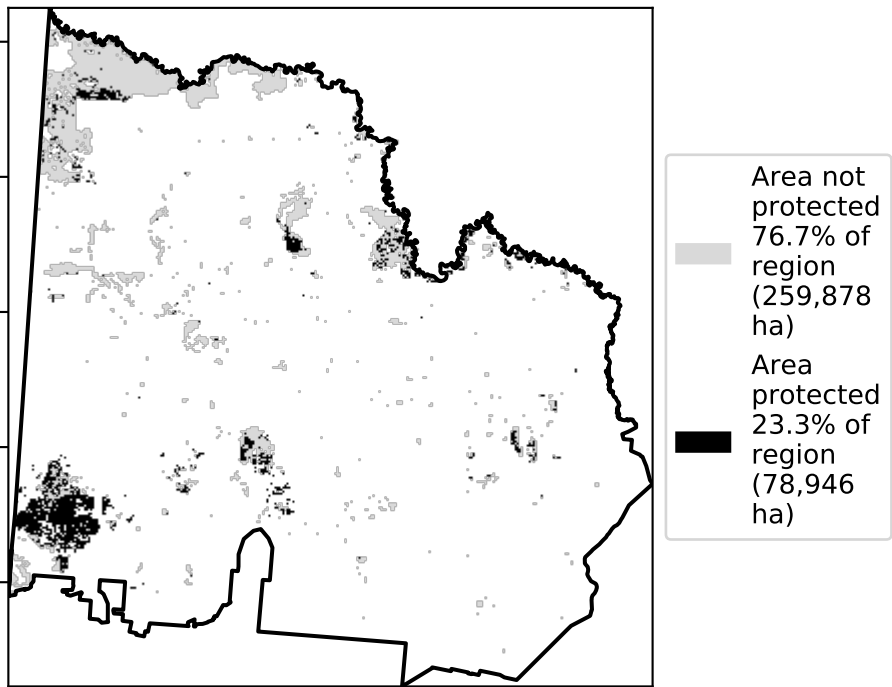 Area not
protected
76.7% of
region
(259,878
ha)
Area
protected
23.3% of
region
(78,946
ha)